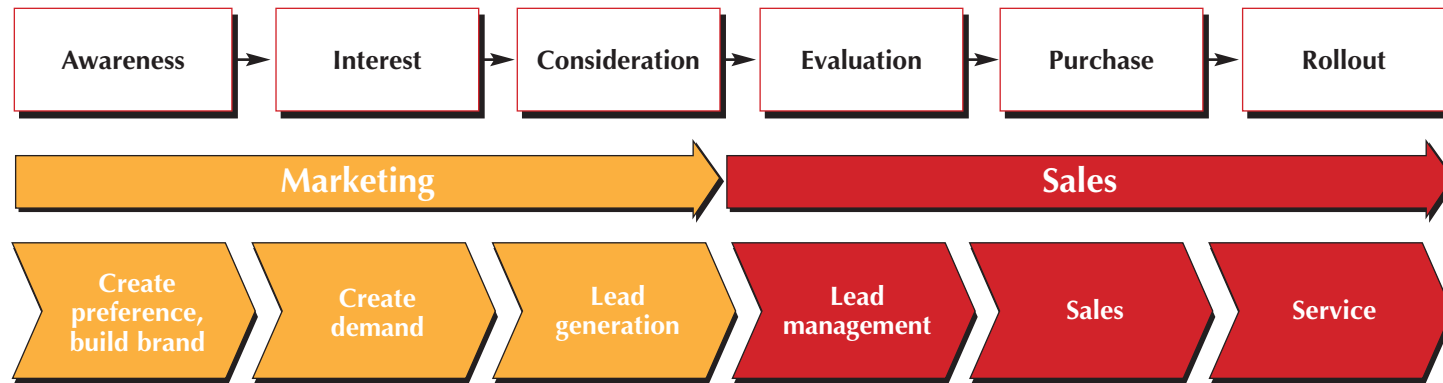 Awareness
Interest
Consideration
Evaluation
Purchase
Rollout
Marketing
Sales
Create
preference,
build brand
Create
demand
Lead
generation
Lead
management
Sales
Service